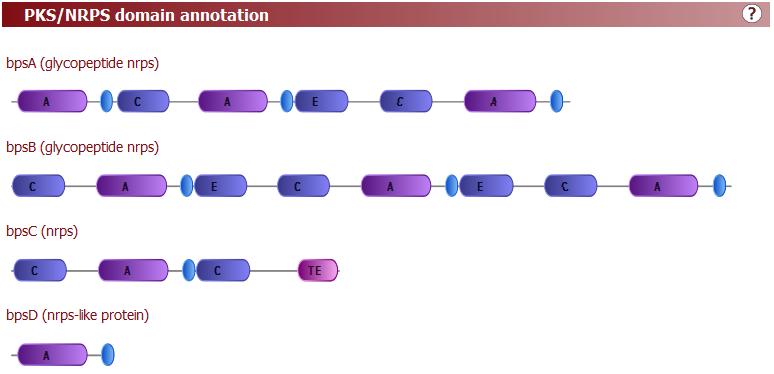 PKS/NRPS domain annotation ?
bpsA (glycopeptide nrps)
A C A E C A
bpsB (glycopeptide nrps)
C A E C A E C A
bpsC (nrps)
C A C TE
bpsD (nrps-like protein)
A